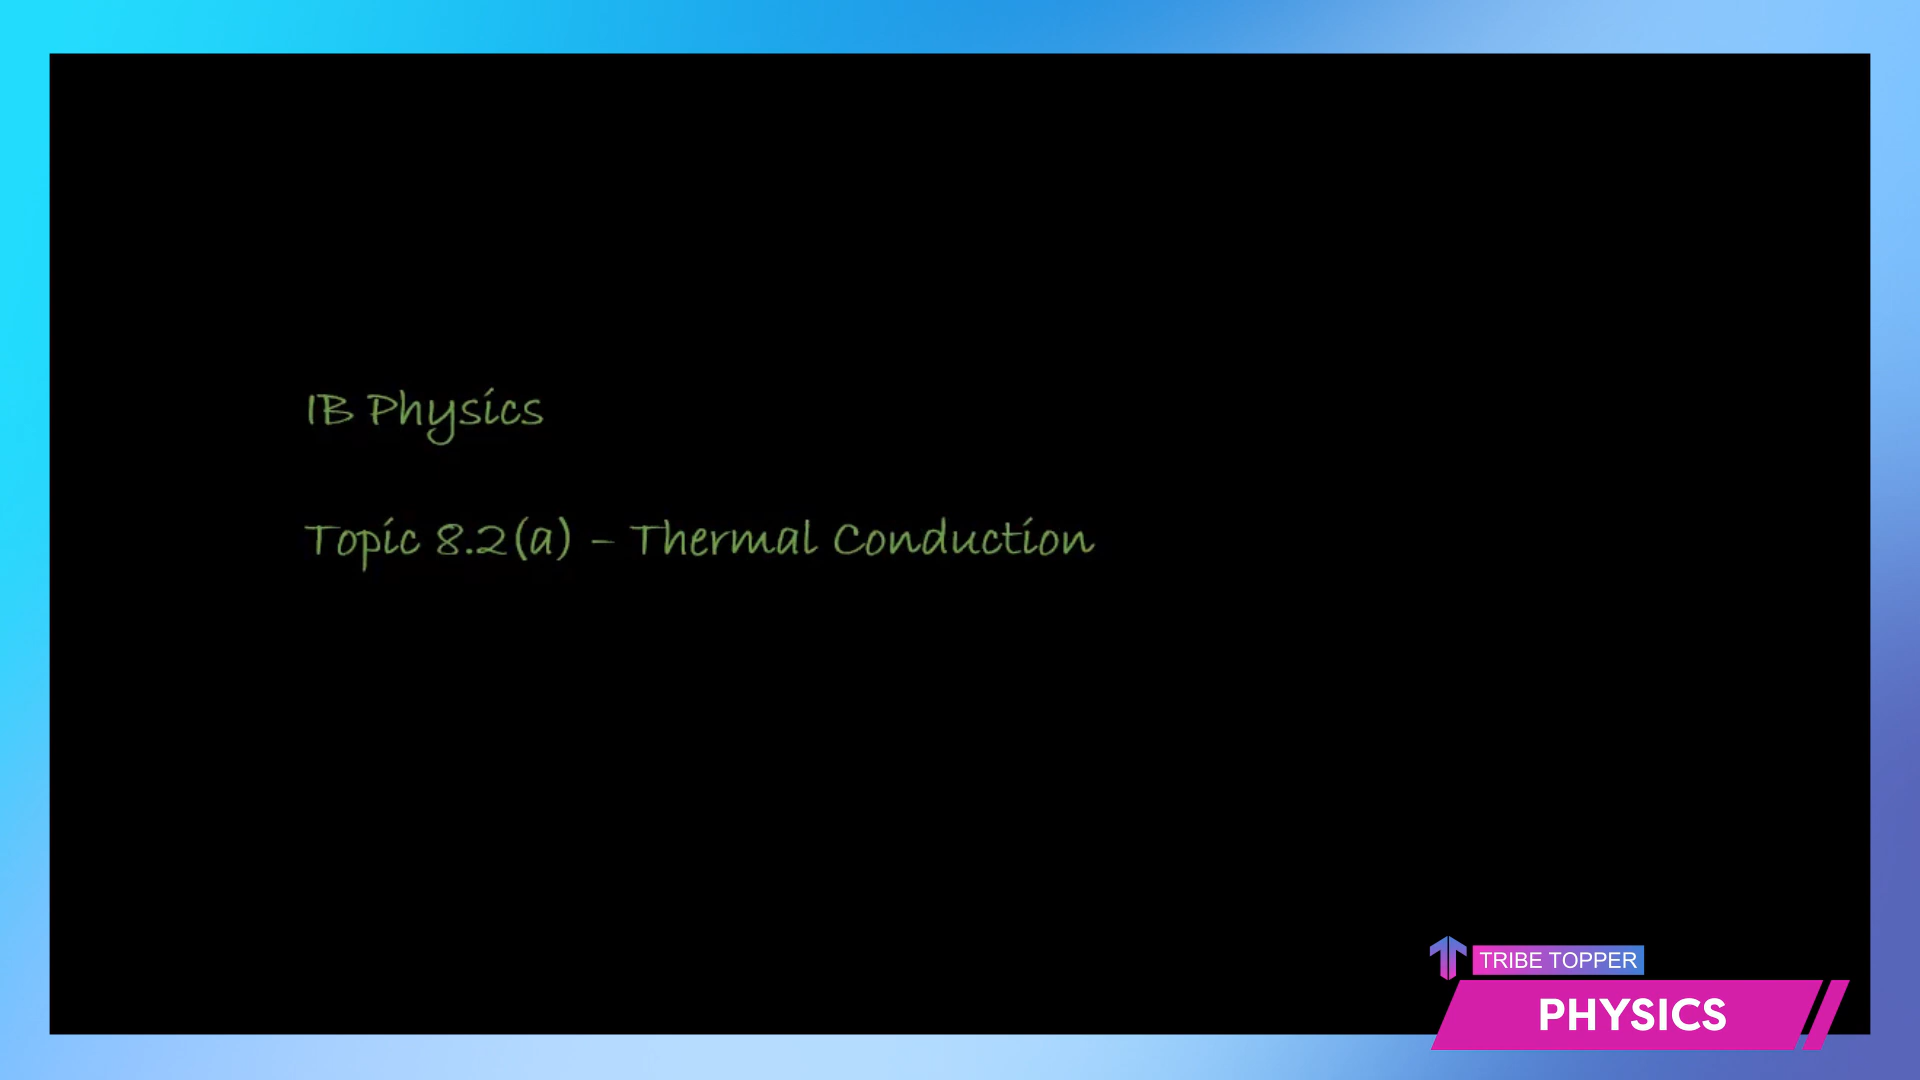 IB Physics
Topic 8.2(a) – Thermal Conduction
TRIBE TOPPER
PHYSICS